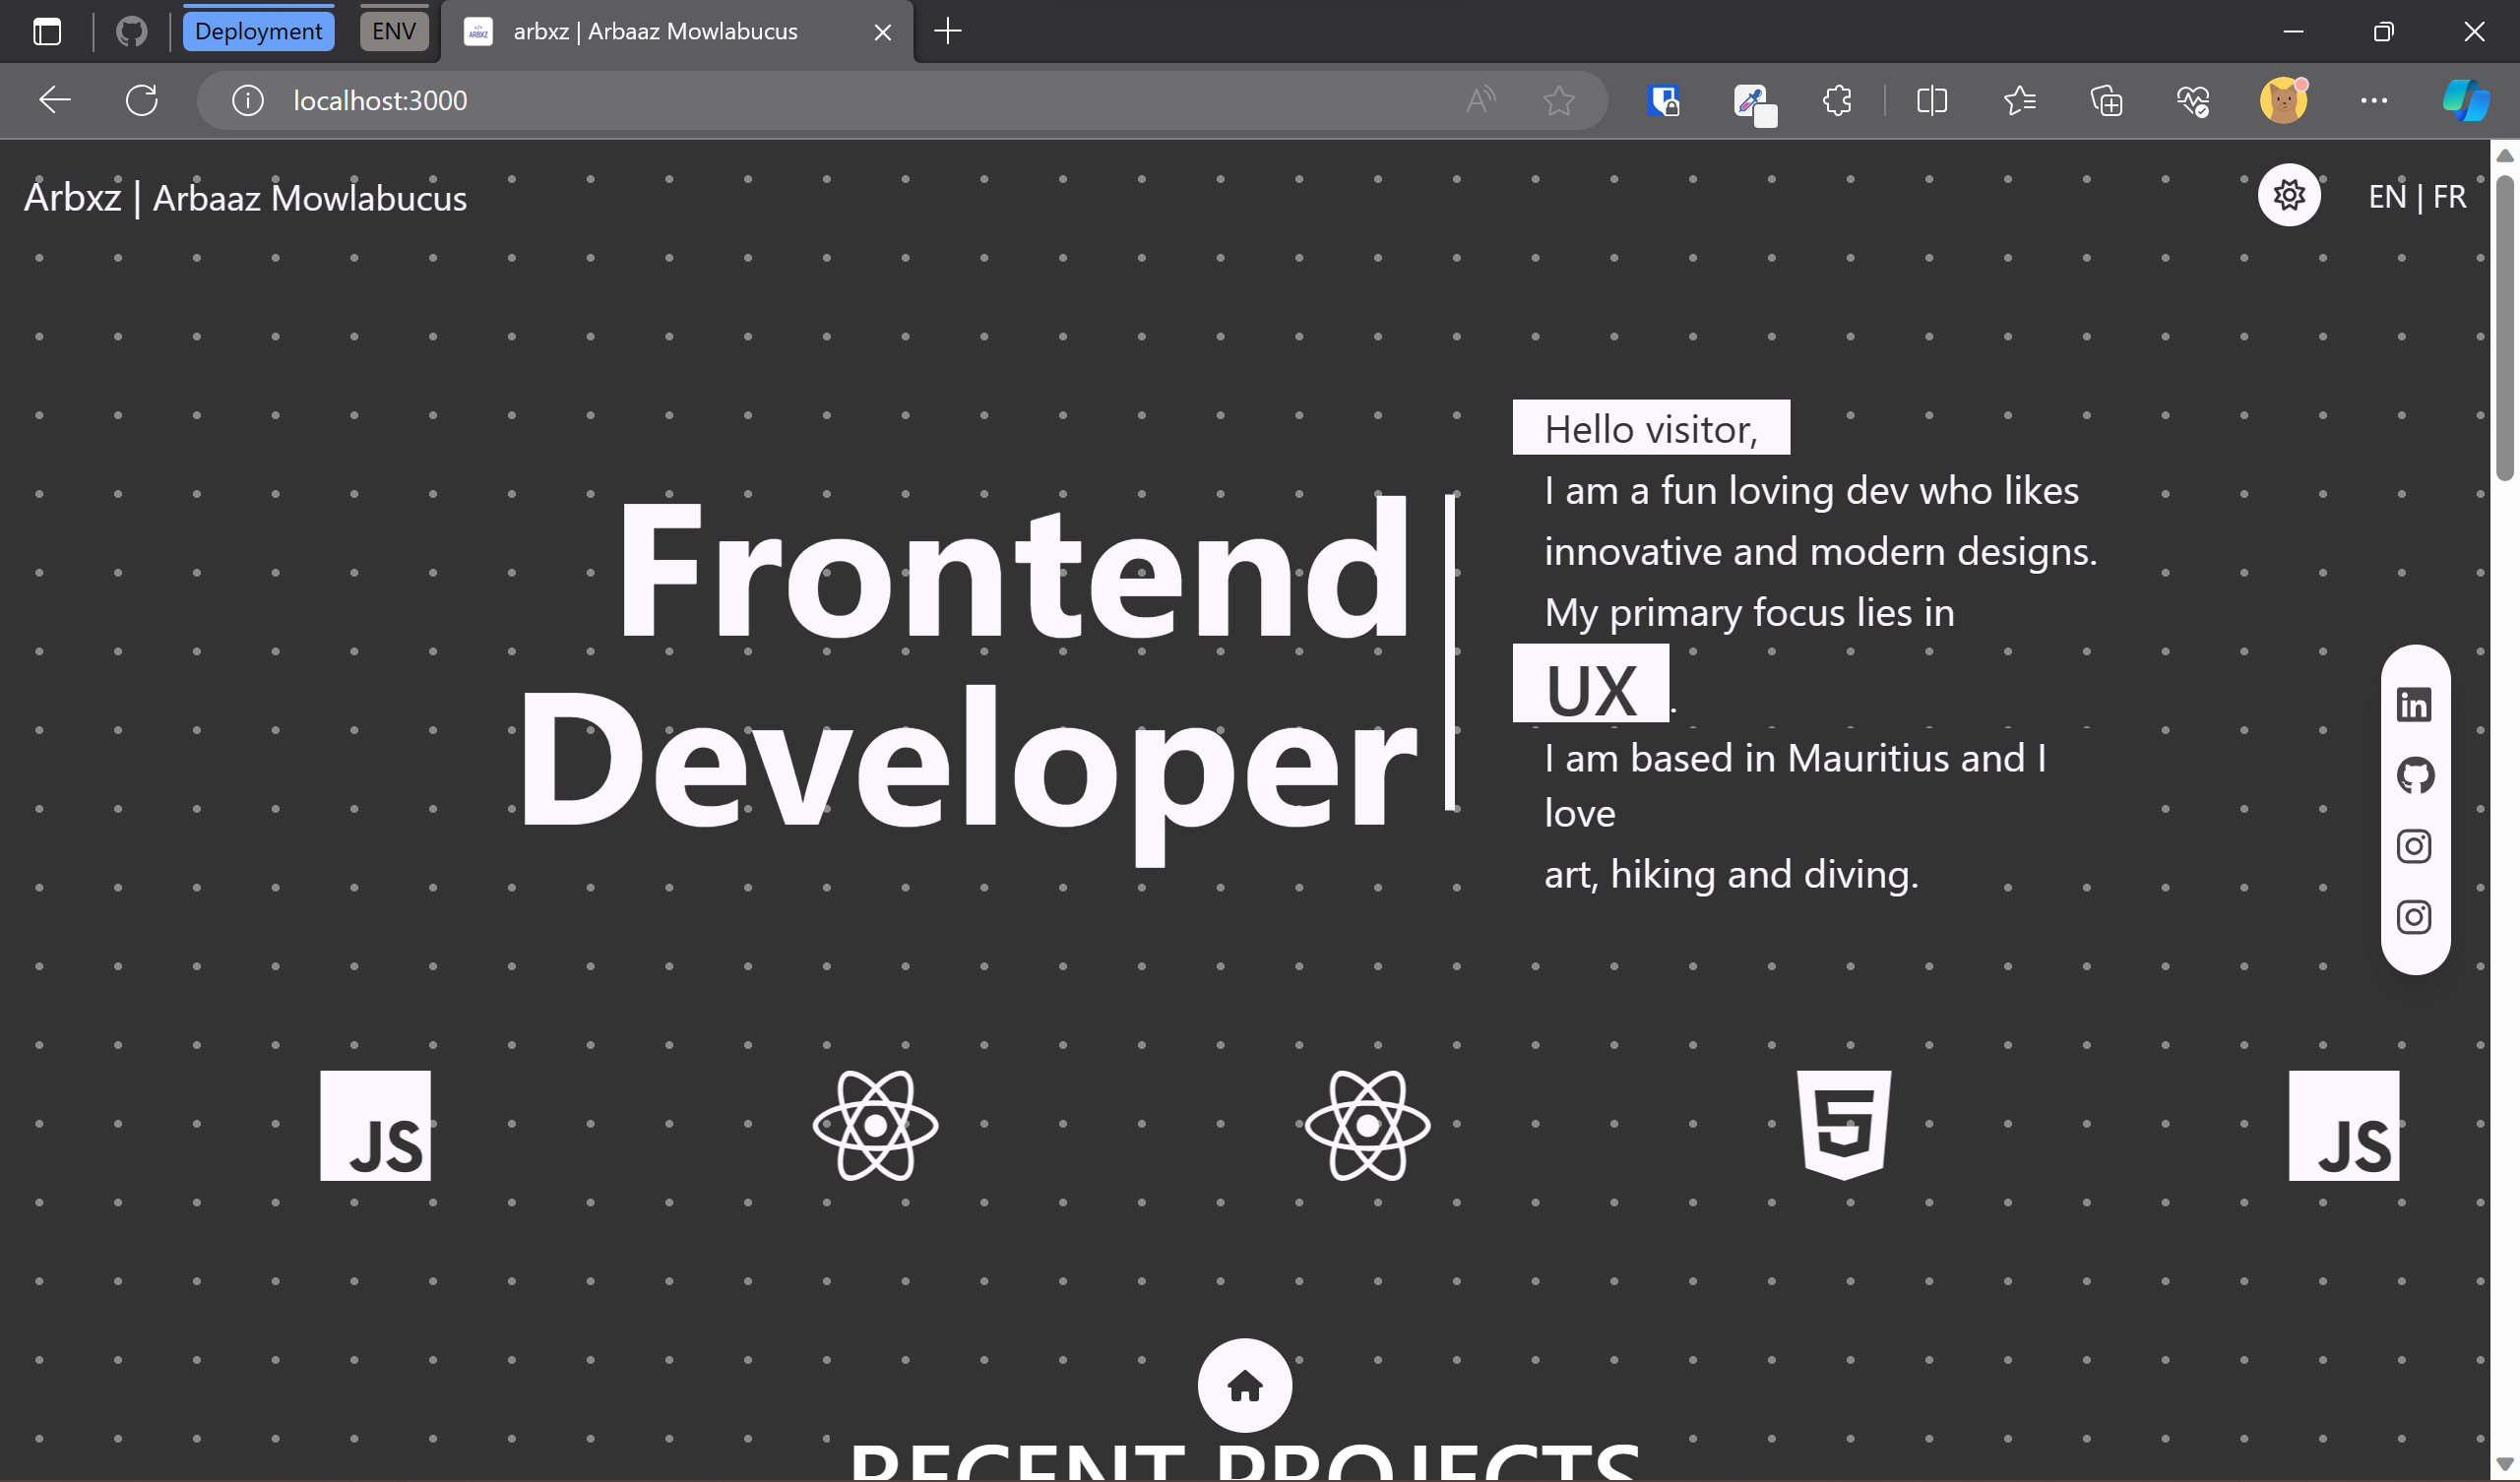 Deployment
ENV
arbxz | Arbaaz Mowlabucus
localhost:3000
Arbxz | Arbaaz Mowlabucus
EN | FR
Hello visitor,
I am a fun loving dev who likes
innovative and modern designs.
My primary focus lies in
UX.
I am based in Mauritius and I
love
art, hiking and diving.
Frontend
Developer
in
JS
JS
RECENT PROJECTS